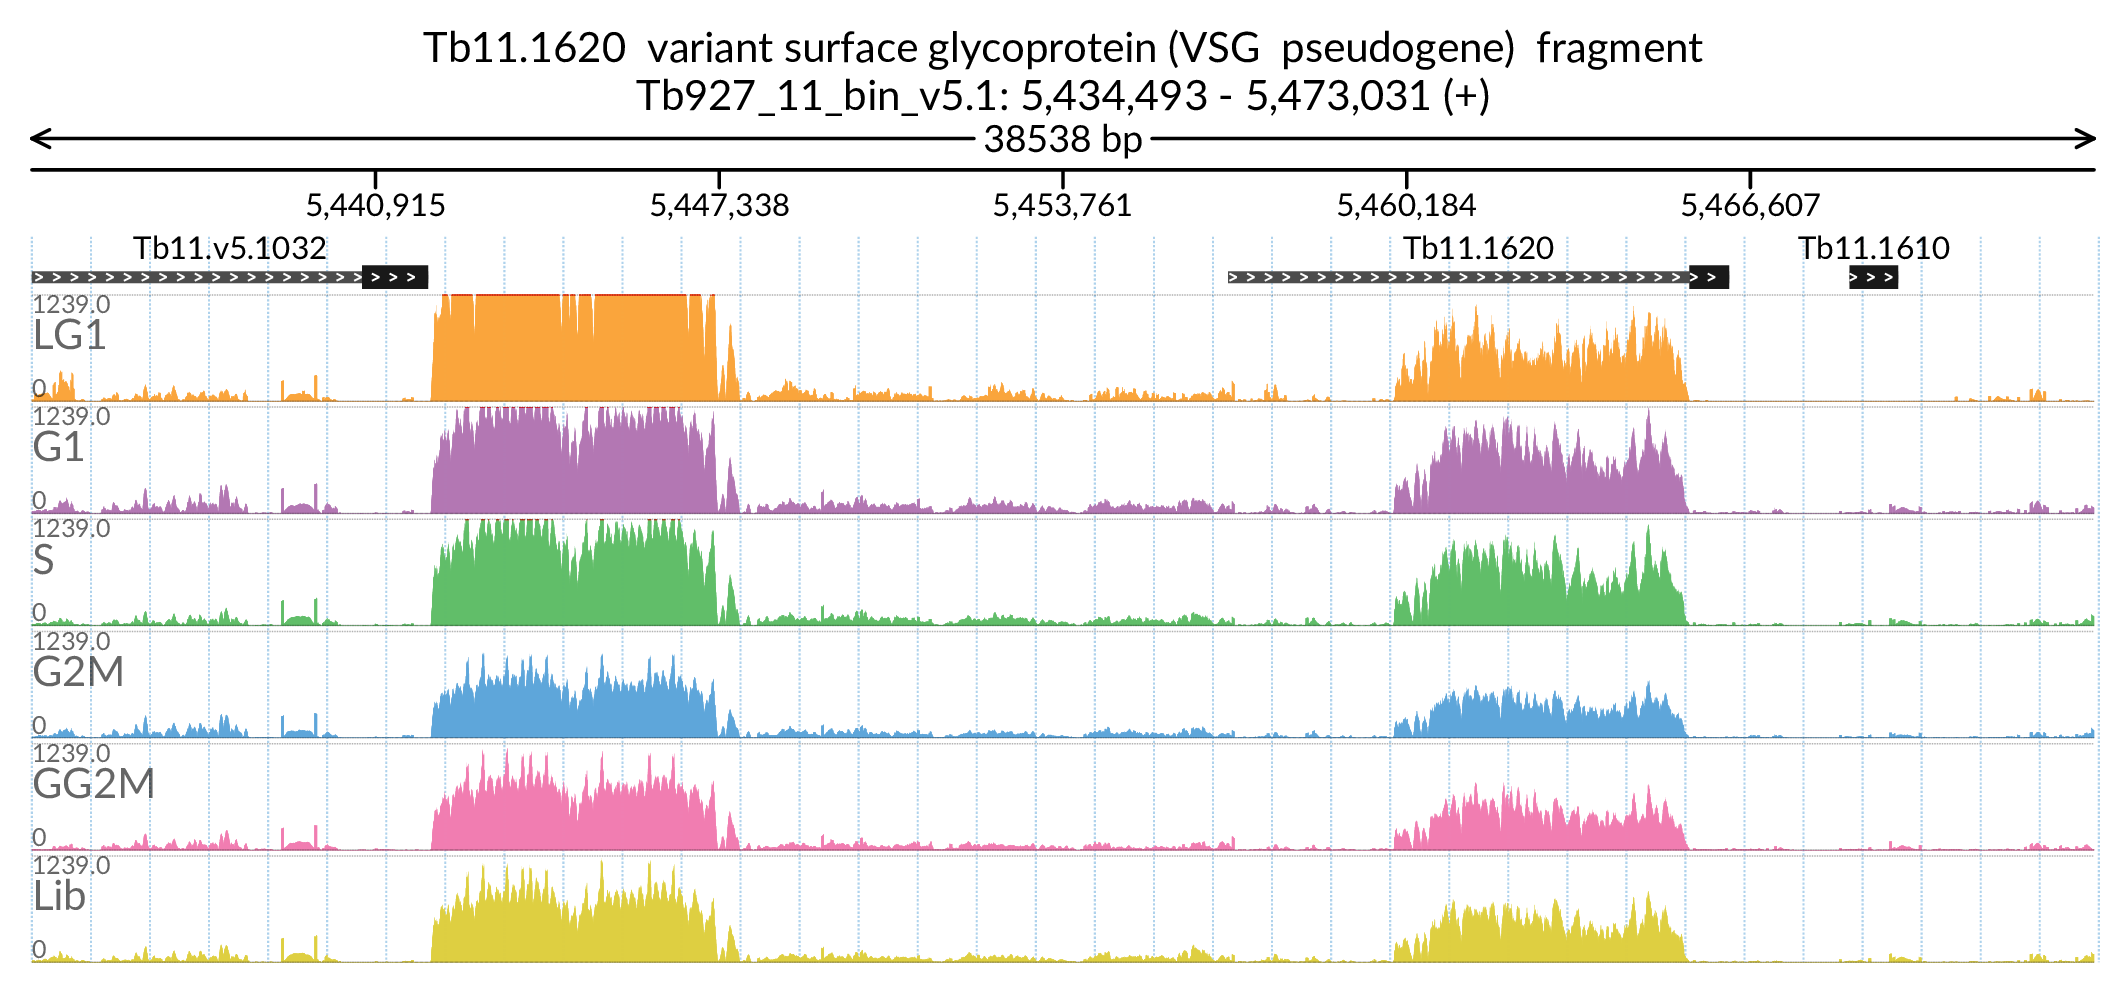 Tb11.1620 variant surface glycoprotein (VSG pseudogene) fragment
Tb927_11_bin_v5.1: 5,434,493 - 5,473,031 (+)
38538 bp
5,440,915 5,447,338 5,453,761 5,460,184 5,466,607
Tb11.v5.1032 Tb11.1620 Tb11.1610
1239.0
LG1
0
1239.0
G1
0
1239.0
S
0
1239.0
G2M
0
1239.0
GG2M
0
1239.0
Lib
0